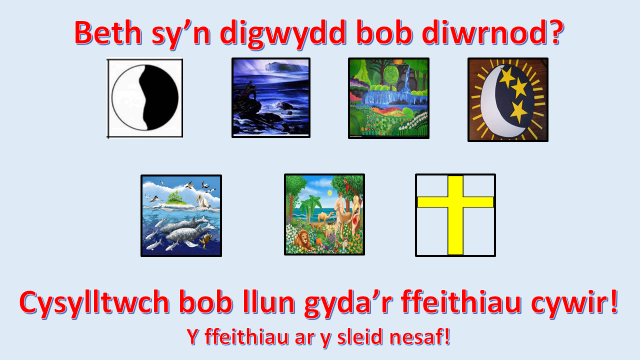 Beth sy'n digwydd bob diwrnod?
Cysylltwch bob llun gyda'r ffeithiau cywir!
Y ffeithiau ar y sleid nesaf!